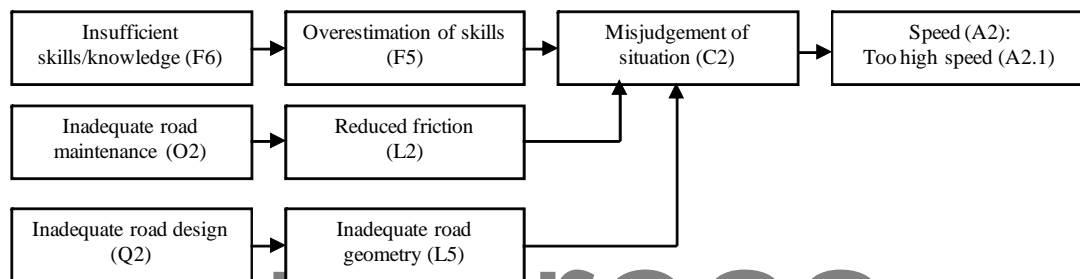 Insufficient
skills/knowledge (F6)
Overestimation of skills
(F5)
Misjudgement of
situation (C2)
Speed (A2):
Too high speed (A2.1)
Inadequate road
maintenance (O2)
Reduced friction
(L2)
Inadequate road design
(Q2)
Inadequate road
geometry (L5)